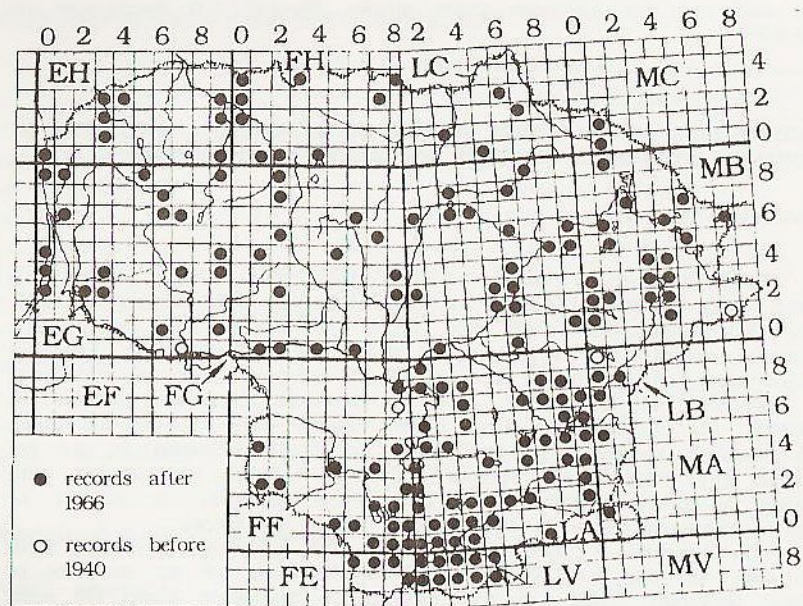 0 2 4 6 8 0 2 4 6 8 2 4 6 8 0 2 4 6 8
EH FH LC MC
4
2
0
MB
8
6
4
2
0
EG
EF FG
8
LB
6
MA
4
2
0
FF LA
FE LV MV 8
● records after
1966
○ records before
1940